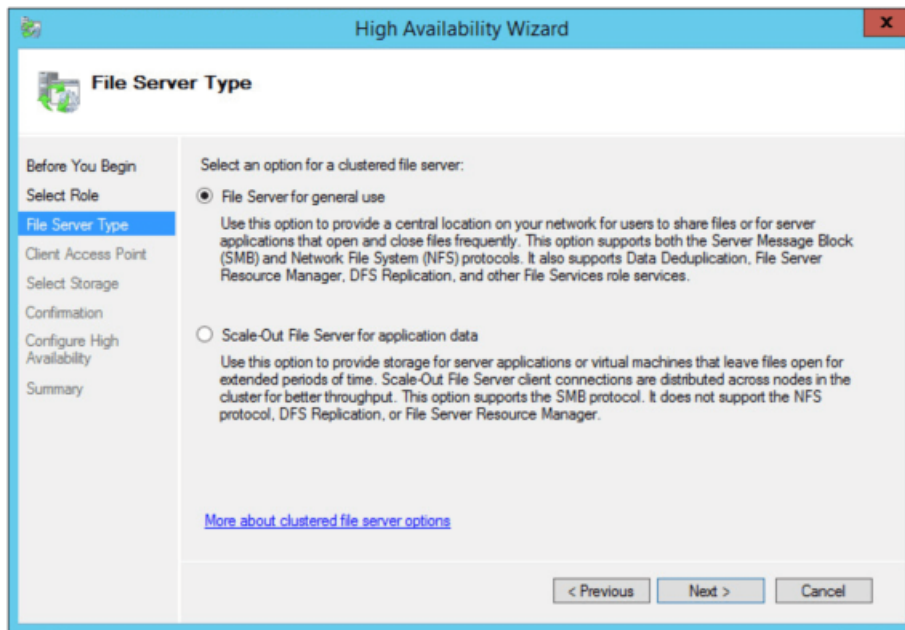 High Availability Wizard
x
File Server Type
Before You Begin
Select Role
File Server Type
Client Access Point
Select Storage
Confirmation
Configure High
Availability
Summary
Select an option for a clustered file server:
File Server for general use
Use this option to provide a central location on your network for users to share files or for server
applications that open and close files frequently. This option supports both the Server Message Block
(SMB) and Network File System (NFS) protocols. It also supports Data Deduplication, File Server
Resource Manager, DFS Replication, and other File Services role services.
Scale-Out File Server for application data
Use this option to provide storage for server applications or virtual machines that leave files open for
extended periods of time. Scale-Out File Server client connections are distributed across nodes in the
cluster for better throughput. This option supports the SMB protocol. It does not support the NFS
protocol, DFS Replication, or File Server Resource Manager.
More about clustered file server options
< Previous
Next >
Cancel